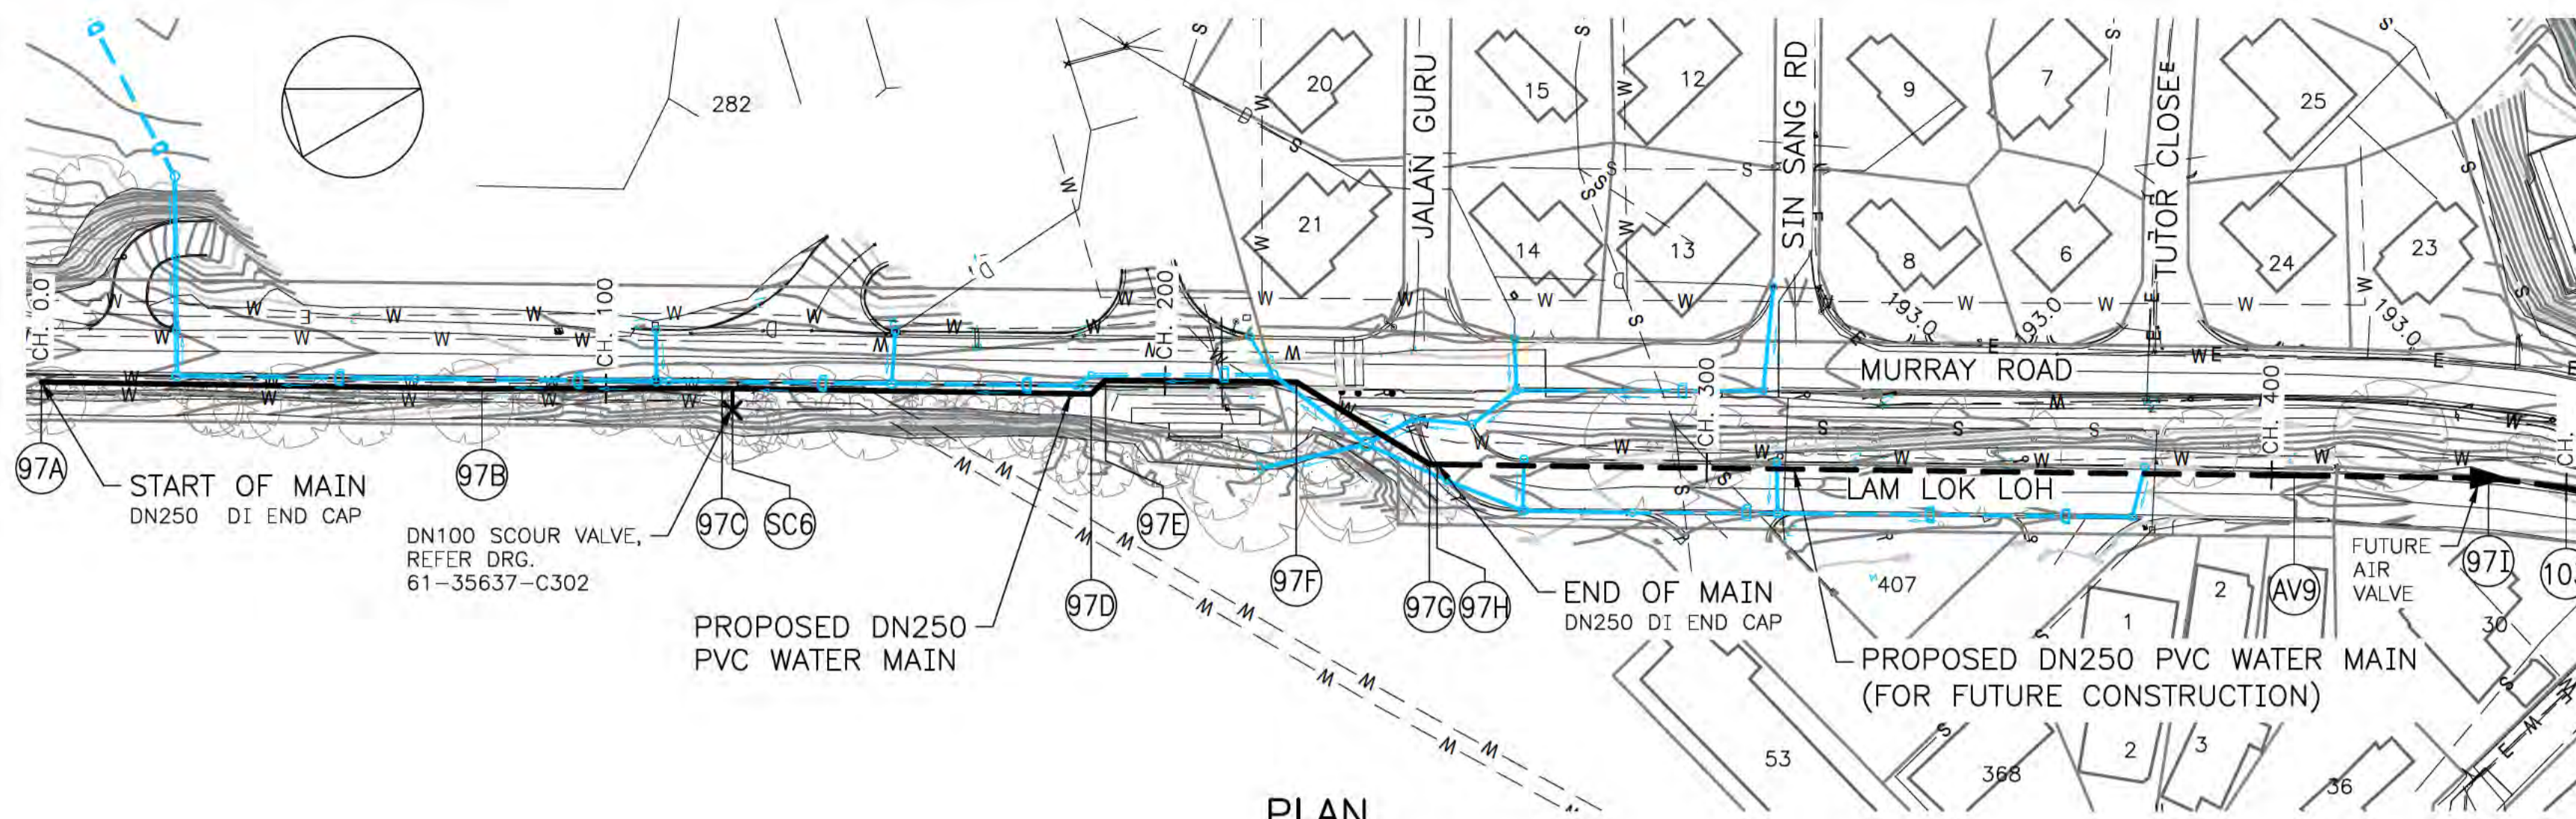 282
20
15
12
9
7
25
21
14
13
8
6
24
23
JALAN GURU
SIN SANG RD
TUTOR CLOSE
CH. 0.0
CH. 100
CH. 200
CH. 300
CH. 400
CH.
193.0
193.0
193.0
MURRAY ROAD
LAM LOK LOH
97A
START OF MAIN
DN250 DI END CAP
97B
DN100 SCOUR VALVE,
REFER DRG.
61-35637-C302
97C
SC6
PROPOSED DN250
PVC WATER MAIN
97D
97E
97F
97G
97H
END OF MAIN
DN250 DI END CAP
PROPOSED DN250 PVC WATER MAIN
(FOR FUTURE CONSTRUCTION)
AV9
FUTURE
AIR
VALVE
97I
407
1
2
30
53
368
2
3
36
PLAN